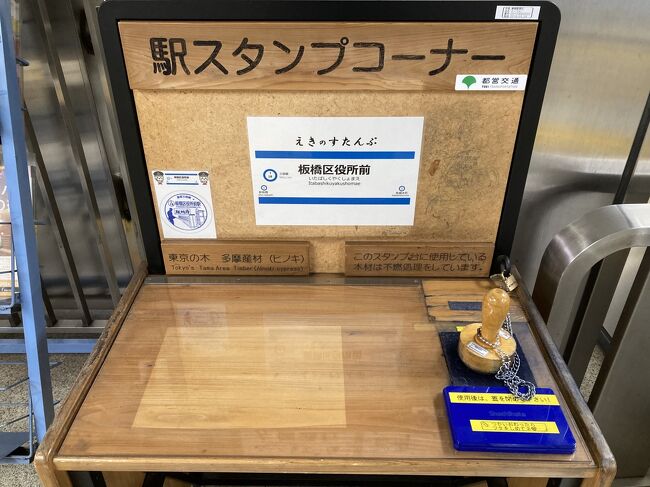 駅スタンプコーナー
都営交通
えきのすたんぷ
板橋区役所前
いたばしくやくしょまえ
Itabashikuyakushomae
東京の木 多摩産材（ヒノキ）
Tokyo's Tama Area Timber (Hinoki cypress)
このスタンプ台に使用している
木材は不燃処理をしています。
使用後は、蓋を閉めて下さい！
Shachihata